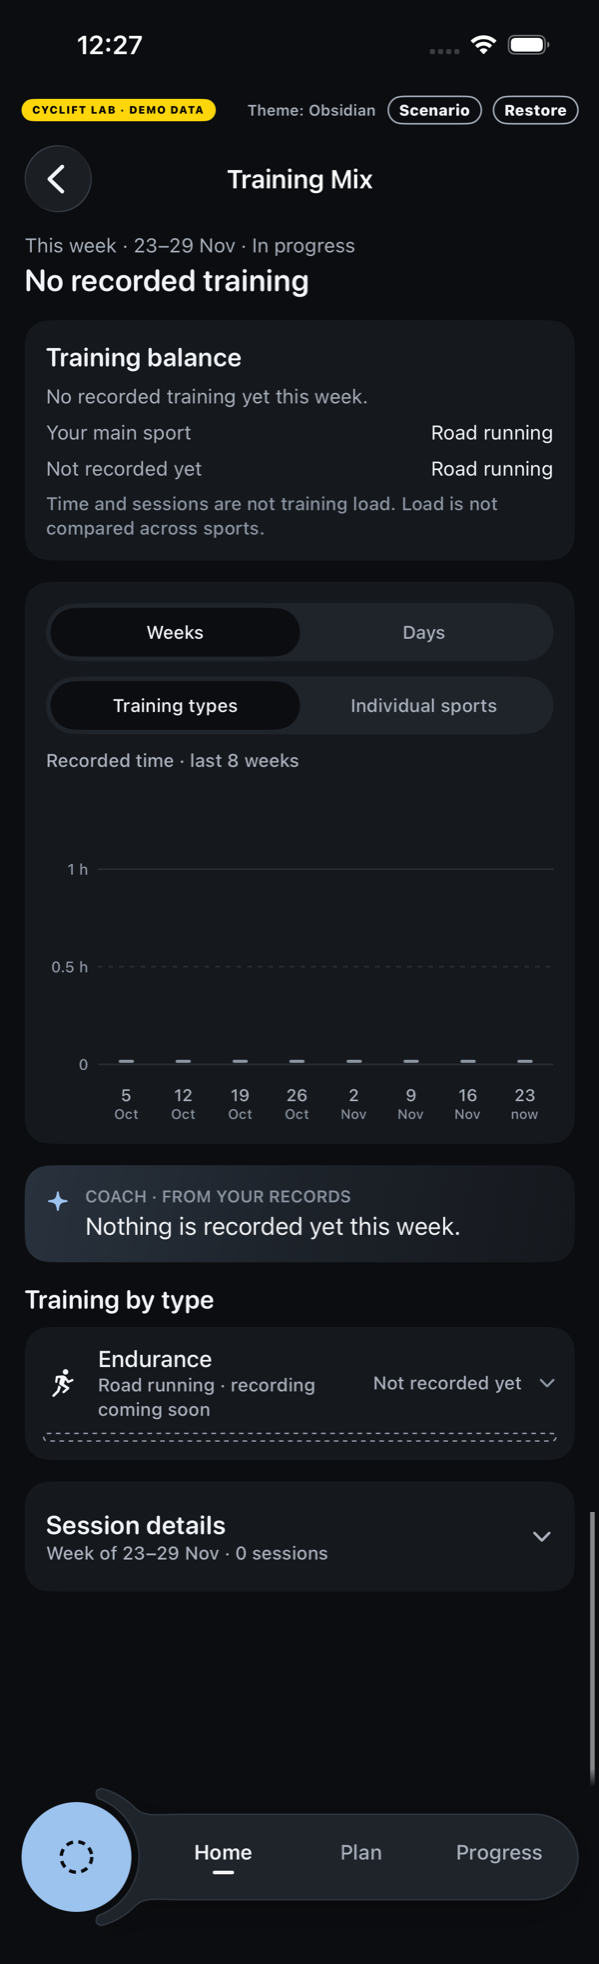 12:27
CYCLIFT LAB · DEMO DATA
Theme: Obsidian
Scenario
Restore
Training Mix
This week · 23–29 Nov · In progress
No recorded training
Training balance
No recorded training yet this week.
Your main sport
Road running
Not recorded yet
Road running
Time and sessions are not training load. Load is not
compared across sports.
Weeks
Days
Training types
Individual sports
Recorded time · last 8 weeks
1 h
0.5 h
0
5
Oct
12
Oct
19
Oct
26
Oct
2
Nov
9
Nov
16
Nov
23
now
COACH · FROM YOUR RECORDS
Nothing is recorded yet this week.
Training by type
Endurance
Road running · recording
coming soon
Not recorded yet
Session details
Week of 23–29 Nov · 0 sessions
Home
Plan
Progress